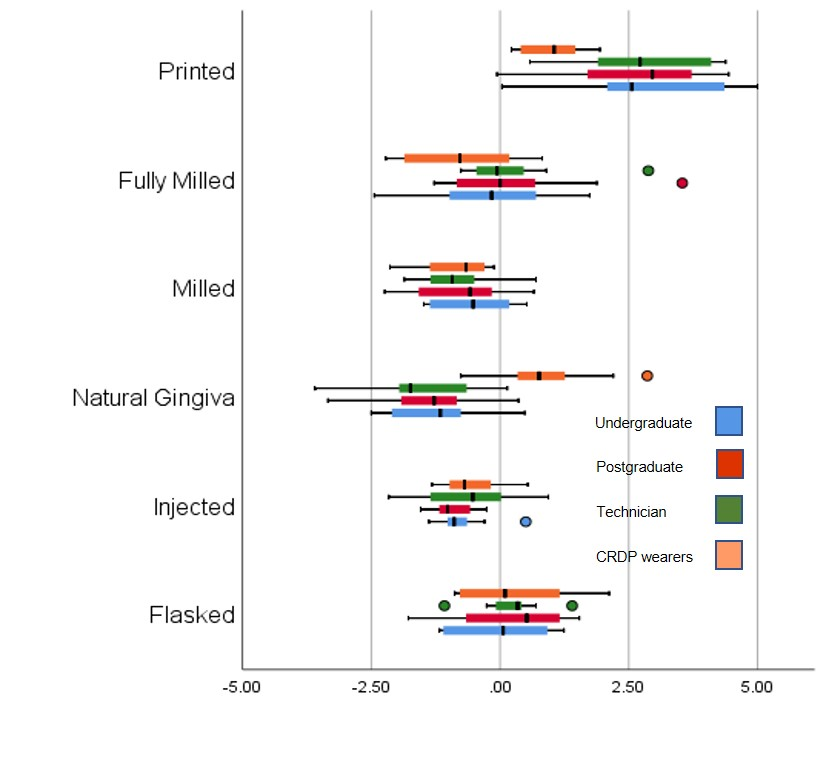 Printed
Fully Milled
Milled
Natural Gingiva
Undergraduate
Postgraduate
Injected
Technician
CRDP wearers
Flasked
-5.00
-2.50
.00
2.50
5.00